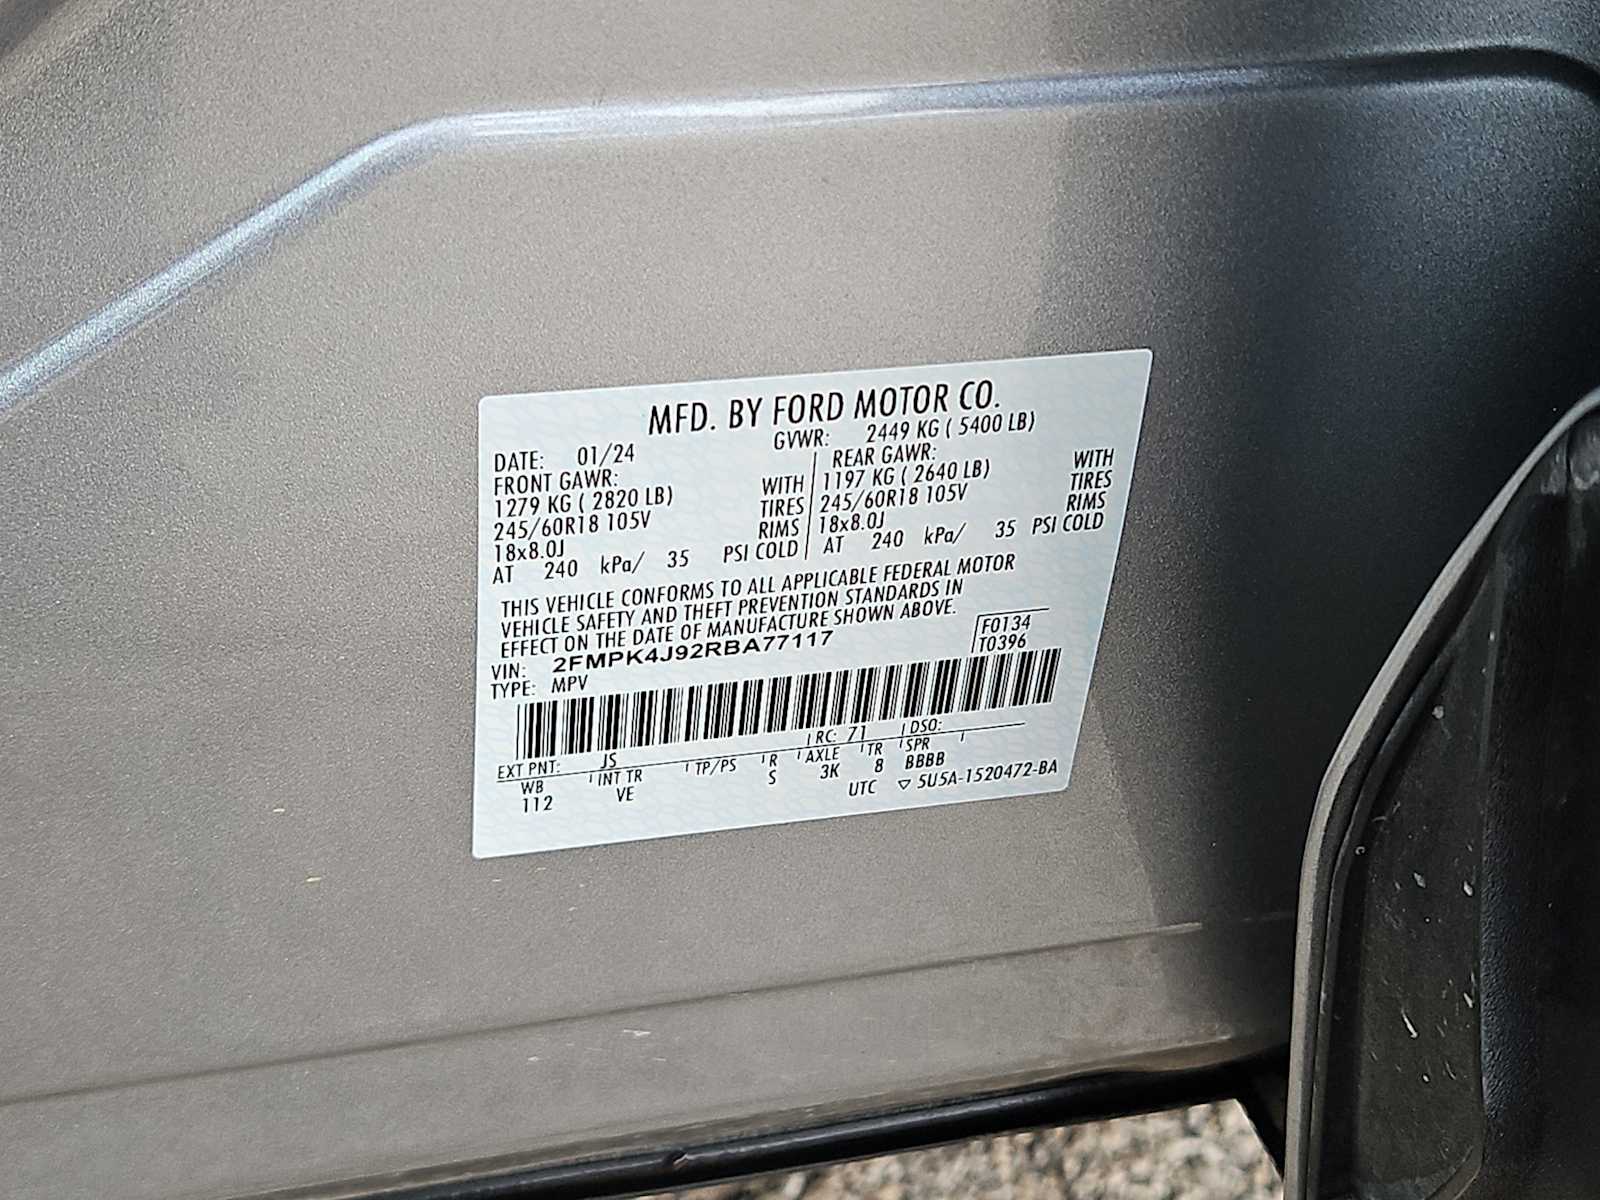 MFD. BY FORD MOTOR CO.
DATE: 01/24 GVWR: 2449 KG ( 5400 LB)
FRONT GAWR: REAR GAWR:
1279 KG ( 2820 LB) WITH 1197 KG ( 2640 LB) WITH
245/60R18 105V TIRES 245/60R18 105V TIRES
18x8.0J RIMS 18x8.0J RIMS
AT 240 kPa/ 35 PSI COLD AT 240 kPa/ 35 PSI COLD
THIS VEHICLE CONFORMS TO ALL APPLICABLE FEDERAL MOTOR
VEHICLE SAFETY AND THEFT PREVENTION STANDARDS IN
EFFECT ON THE DATE OF MANUFACTURE SHOWN ABOVE.
VIN: 2FMPK4J92RBA77117 F0134
TYPE: MPV T0396
EXT PNT: JS RC: 71 DSO:
WB INT TR TP/PS R AXLE TR SPR
112 VE S 3K 8 BBBB
UTC ▽ 5U5A-1520472-BA